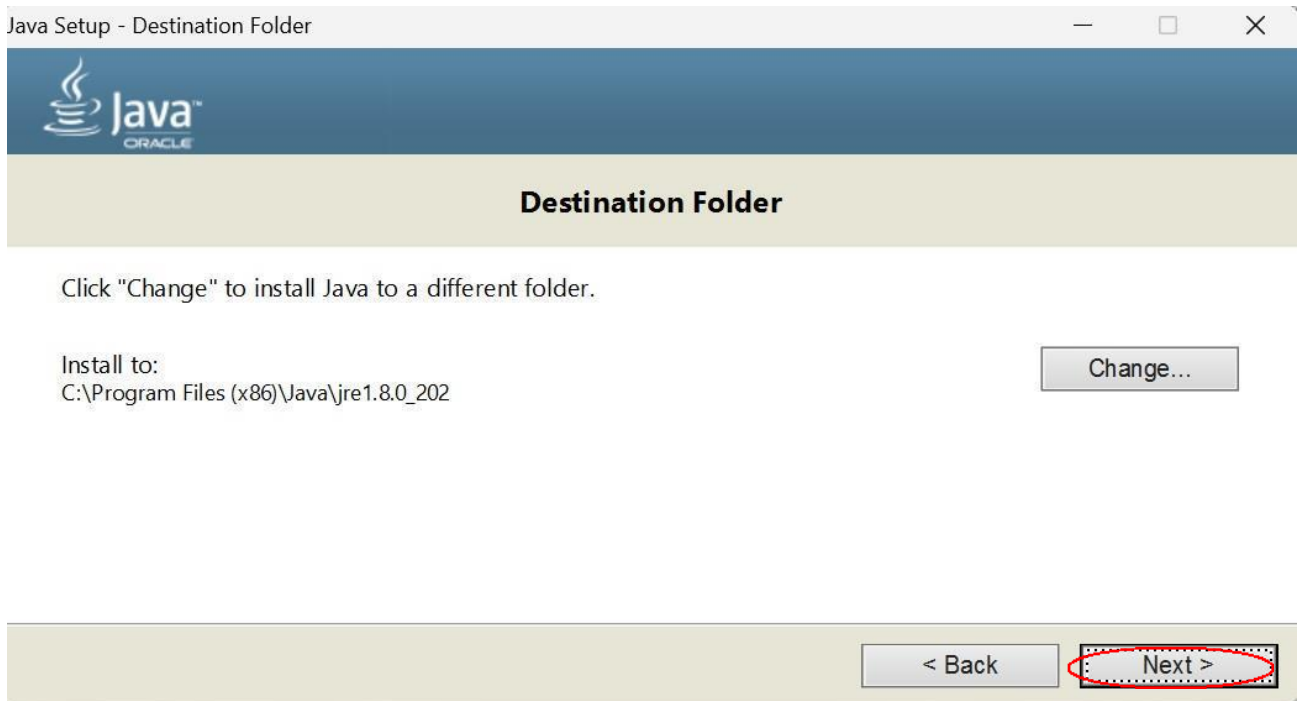 Java Setup - Destination Folder
Java™
ORACLE
Destination Folder
Click "Change" to install Java to a different folder.
Install to:
C:\Program Files (x86)\Java\jre1.8.0_202
Change...
< Back
Next >